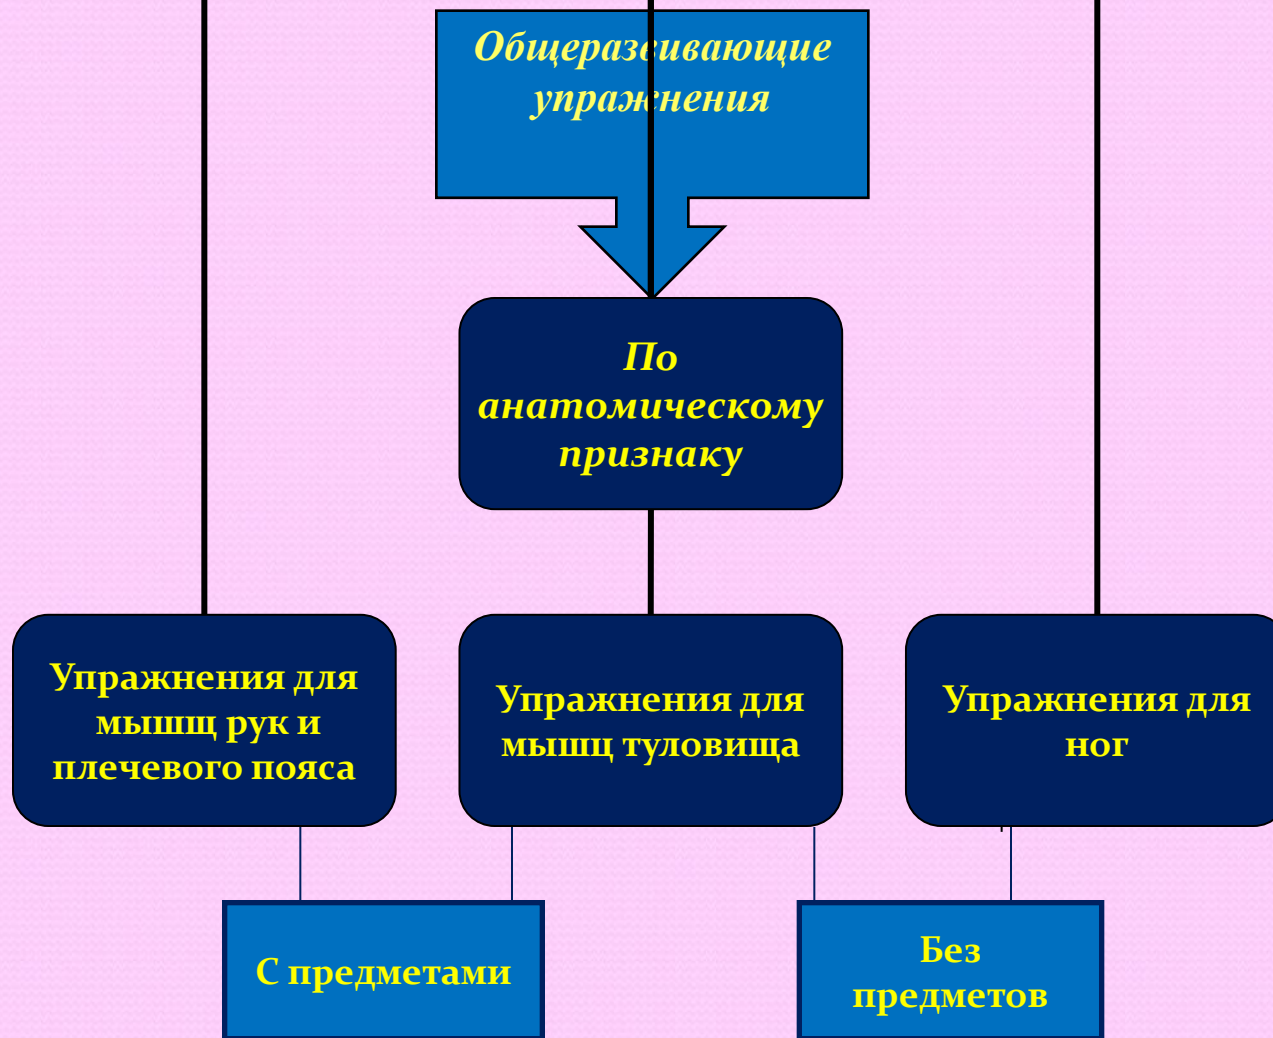 Общеразвивающие
упражнения
По
анатомическому
признаку
Упражнения для
мышщ рук и
плечевого пояса
Упражнения для
мышц туловища
Упражнения для
ног
С предметами
Без
предметов